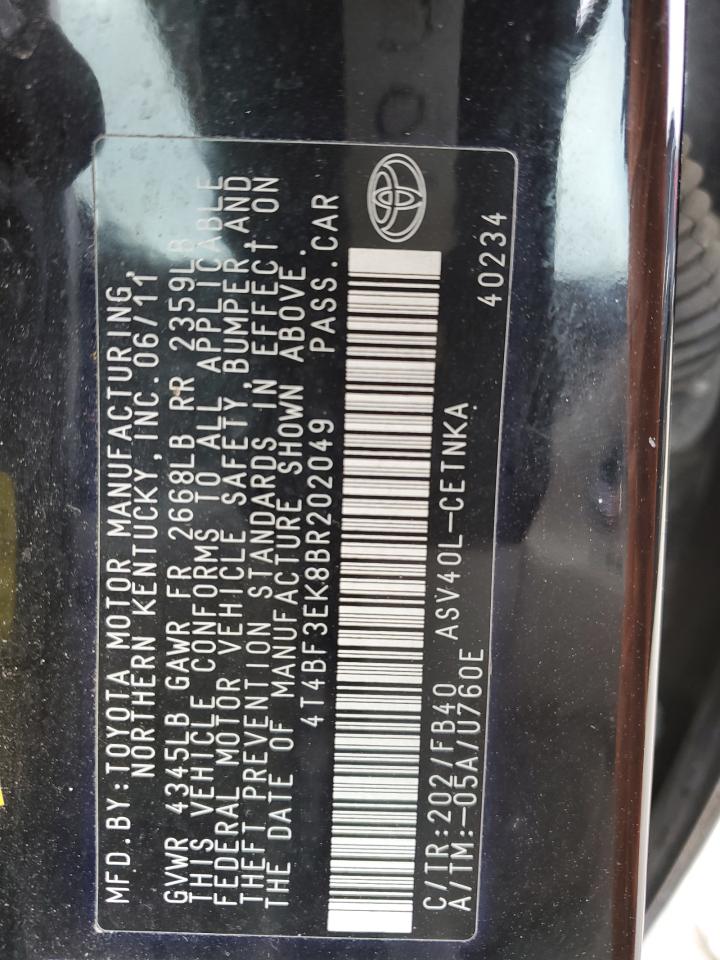 MFD.BY:TOYOTA MOTOR MANUFACTURING,
NORTHERN KENTUCKY,INC.06/11
GVWR 4345LB GAWR FR 2668LB RR 2359LB
THIS VEHICLE CONFORMS TO ALL APPLICABLE
FEDERAL MOTOR VEHICLE SAFETY,BUMPER,AND
THEFT PREVENTION STANDARDS IN EFFECT ON
THE DATE OF MANUFACTURE SHOWN ABOVE.
4T4BF3EK8BR202049 PASS.CAR
C/TR:202/FB40 ASV40L-CETNKA 40234
A/TM:-05A/U760E